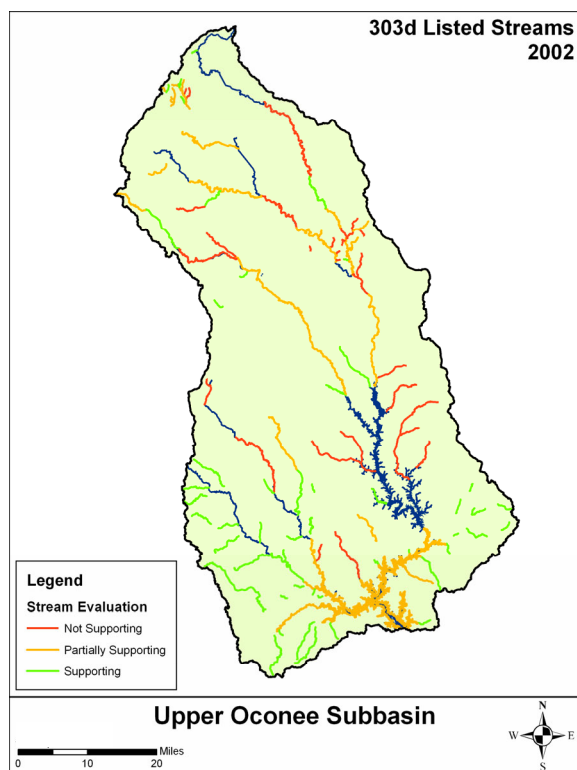 303d Listed Streams
2002
Legend
Stream Evaluation
Not Supporting
Partially Supporting
Supporting
Upper Oconee Subbasin
Miles
0 5 10 20
N
W E
S